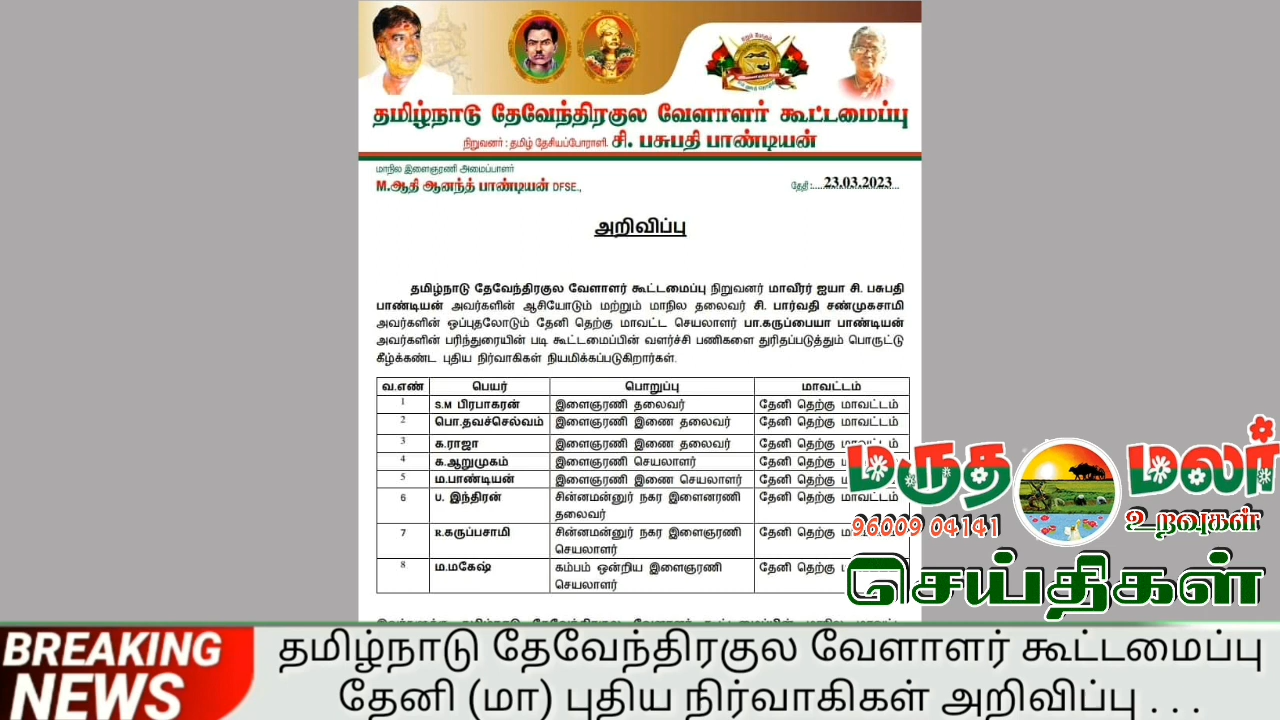 தமிழ்நாடு தேவேந்திரகுல வேளாளர் கூட்டமைப்பு
நிறுவனர் : தமிழ் தேசியப்போராளி. சி. பசுபதி பாண்டியன்
மாநில இளைஞரணி அமைப்பாளர்
M.ஆதி ஆனந்த் பாண்டியன் DFSE.,
தேதி :....23.03.2023....
அறிவிப்பு
தமிழ்நாடு தேவேந்திரகுல வேளாளர் கூட்டமைப்பு நிறுவனர் மாவீரர் ஐயா சி. பசுபதி
பாண்டியன் அவர்களின் ஆசியோடும் மற்றும் மாநில தலைவர் சி. பார்வதி சண்முகசாமி
அவர்களின் ஒப்புதலோடும் தேனி தெற்கு மாவட்ட செயலாளர் பா.கருப்பையா பாண்டியன்
அவர்களின் பரிந்துரையின் படி கூட்டமைப்பின் வளர்ச்சி பணிகளை துரிதப்படுத்தும் பொருட்டு
கீழ்க்கண்ட புதிய நிர்வாகிகள் நியமிக்கப்படுகிறார்கள்.
வ.எண் பெயர் பொறுப்பு மாவட்டம்
1 S.M பிரபாகரன் இளைஞரணி தலைவர் தேனி தெற்கு மாவட்டம்
2 பொ.தவச்செல்வம் இளைஞரணி இணை தலைவர் தேனி தெற்கு மாவட்டம்
3 க.ராஜா இளைஞரணி இணை தலைவர் தேனி தெற்கு மாவட்டம்
4 க.ஆறுமுகம் இளைஞரணி செயலாளர் தேனி தெற்கு
5 ம.பாண்டியன் இளைஞரணி இணை செயலாளர் தேனி தெற்கு
6 ப. இந்திரன் சின்னமன்னுர் நகர இளைனரணி தேனி தெற்கு
தலைவர்
7 R.கருப்பசாமி சின்னமன்னுர் நகர இளைஞரணி தேனி தெற்கு
செயலாளர்
8 ம.மகேஷ் கம்பம் ஒன்றிய இளைஞரணி தேனி தெற்கு
செயலாளர்
மருத மலர்
96009 04141 உறவுகள்
செய்திகள்
BREAKING
NEWS
தமிழ்நாடு தேவேந்திரகுல வேளாளர் கூட்டமைப்பு
தேனி (மா) புதிய நிர்வாகிகள் அறிவிப்பு . . .